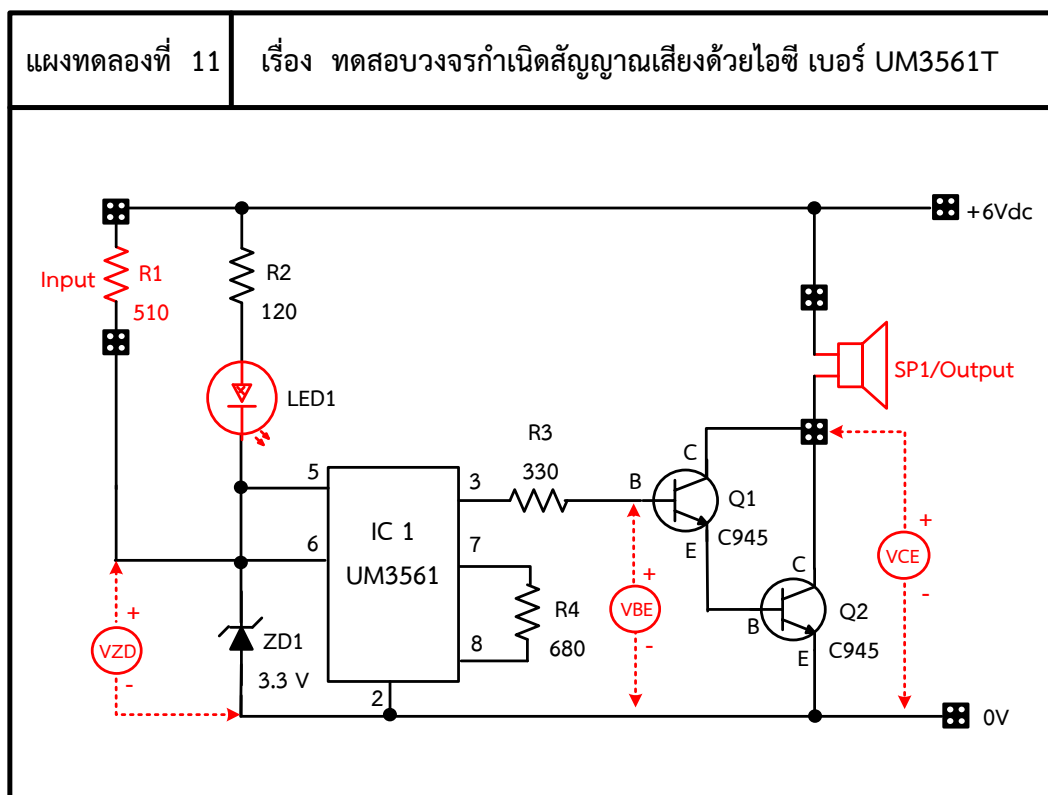 แผงทดลองที่ 11
เรื่อง ทดสอบวงจรกำเนิดสัญญาณเสียงด้วยไอซี เบอร์ UM3561T
+6Vdc
Input
R1
510
R2
120
LED1
SP1/Output
R3
330
5
3
B
C
Q1
C945
E
6
IC 1
UM3561
7
R4
680
8
2
VZD
+
-
ZD1
3.3 V
VBE
+
-
C
B
Q2
C945
E
VCE
+
-
0V